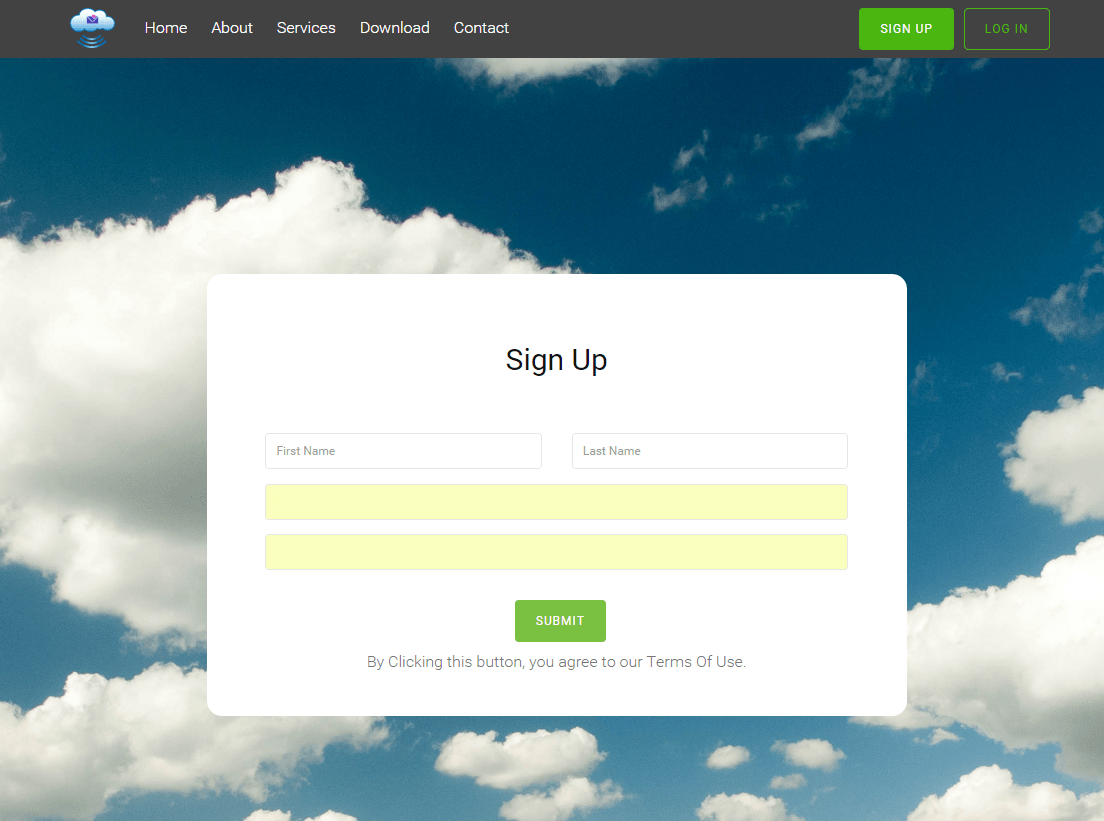 Home About Services Download Contact SIGN UP LOG IN
Sign Up
First Name Last Name
SUBMIT
By Clicking this button, you agree to our Terms Of Use.